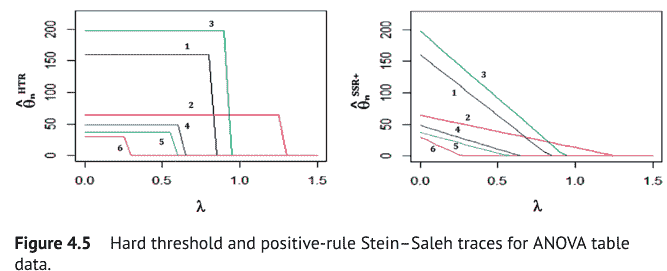 θ̂ₙ HTR
200
150
100
50
0
3
1
2
4
5
6
0.0 0.5 1.0 1.5
λ
θ̂ₙ SSR+
200
150
100
50
0
3
1
2
4
5
6
0.0 0.5 1.0 1.5
λ
Figure 4.5 Hard threshold and positive-rule Stein–Saleh traces for ANOVA table
data.